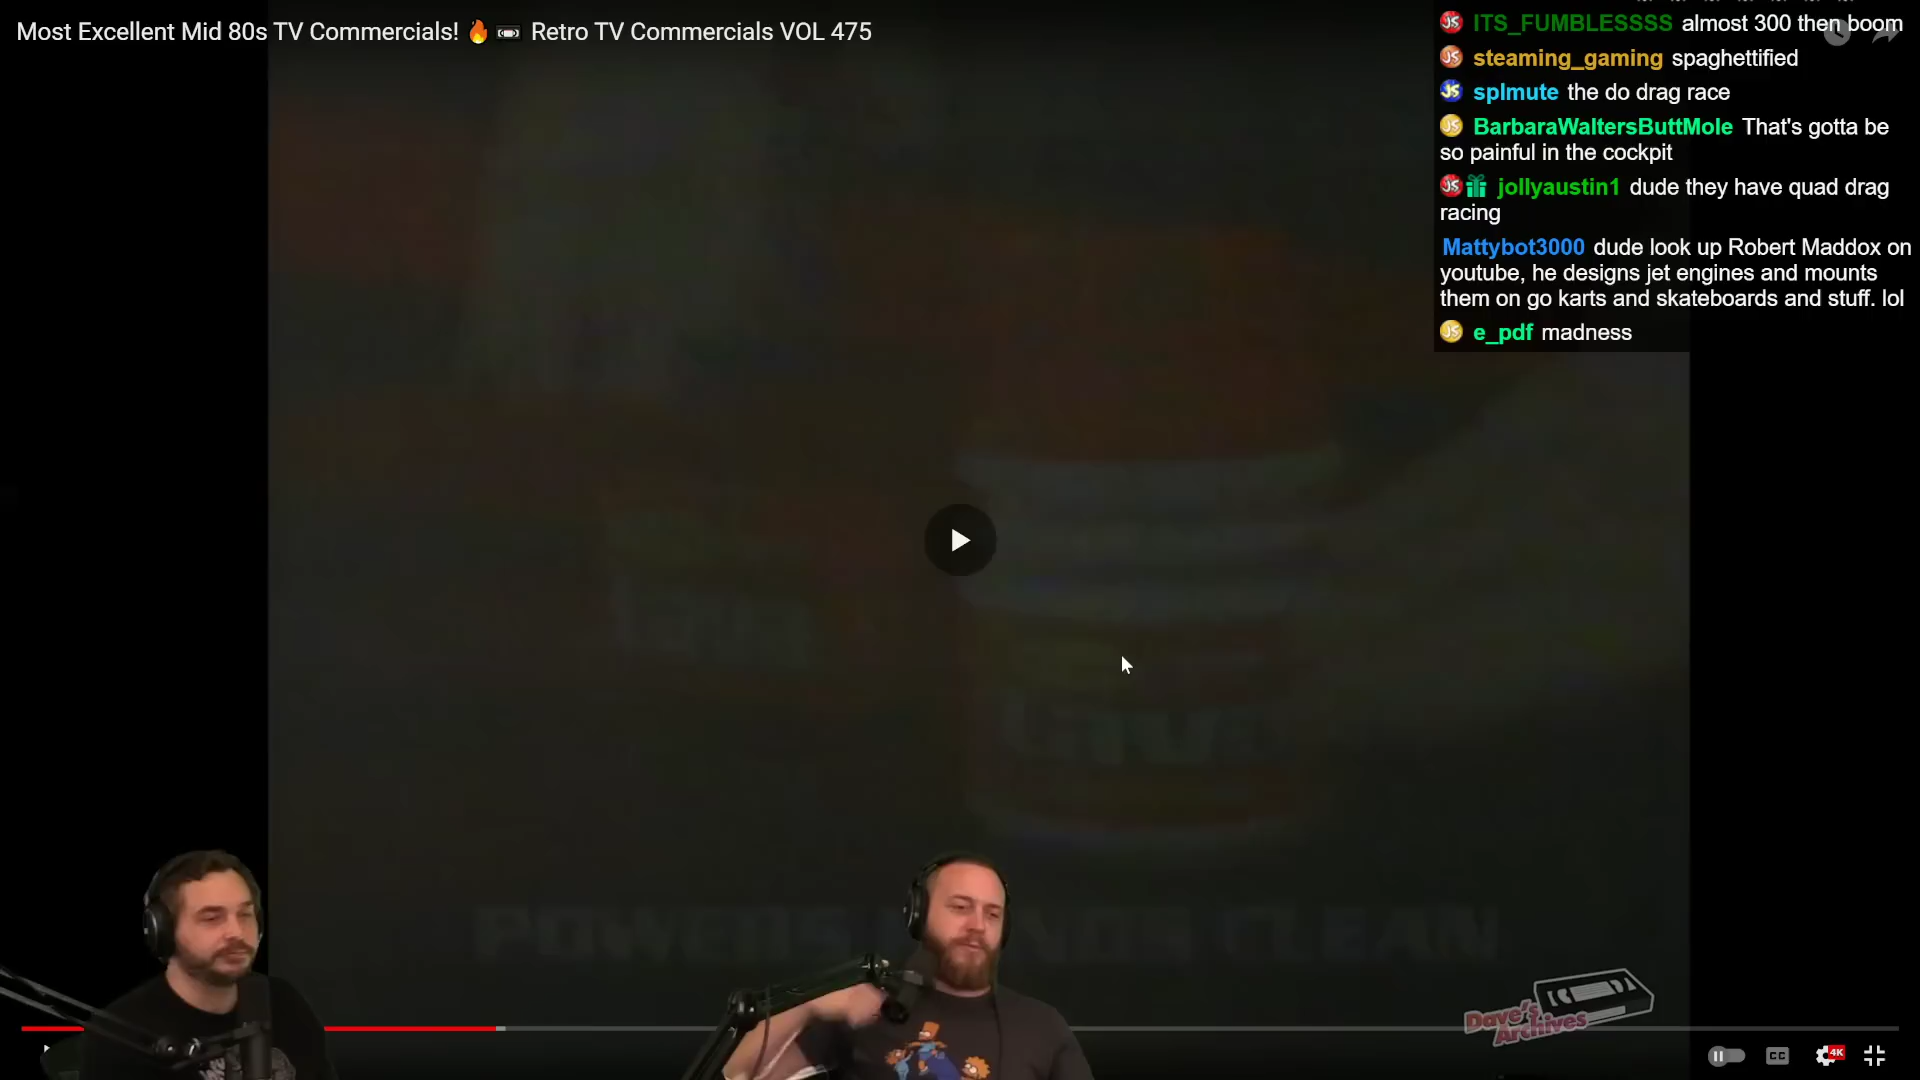 Most Excellent Mid 80s TV Commercials! 🔥📼 Retro TV Commercials VOL 475
ITS_FUMBLESSSS almost 300 then boom
steaming_gaming spaghettified
splmute the do drag race
BarbaraWaltersButtMole That's gotta be
so painful in the cockpit
jollyaustin1 dude they have quad drag
racing
Mattybot3000 dude look up Robert Maddox on
youtube, he designs jet engines and mounts
them on go karts and skateboards and stuff. lol
e_pdf madness
CLEAN
Dave's
Archives
CC
4K